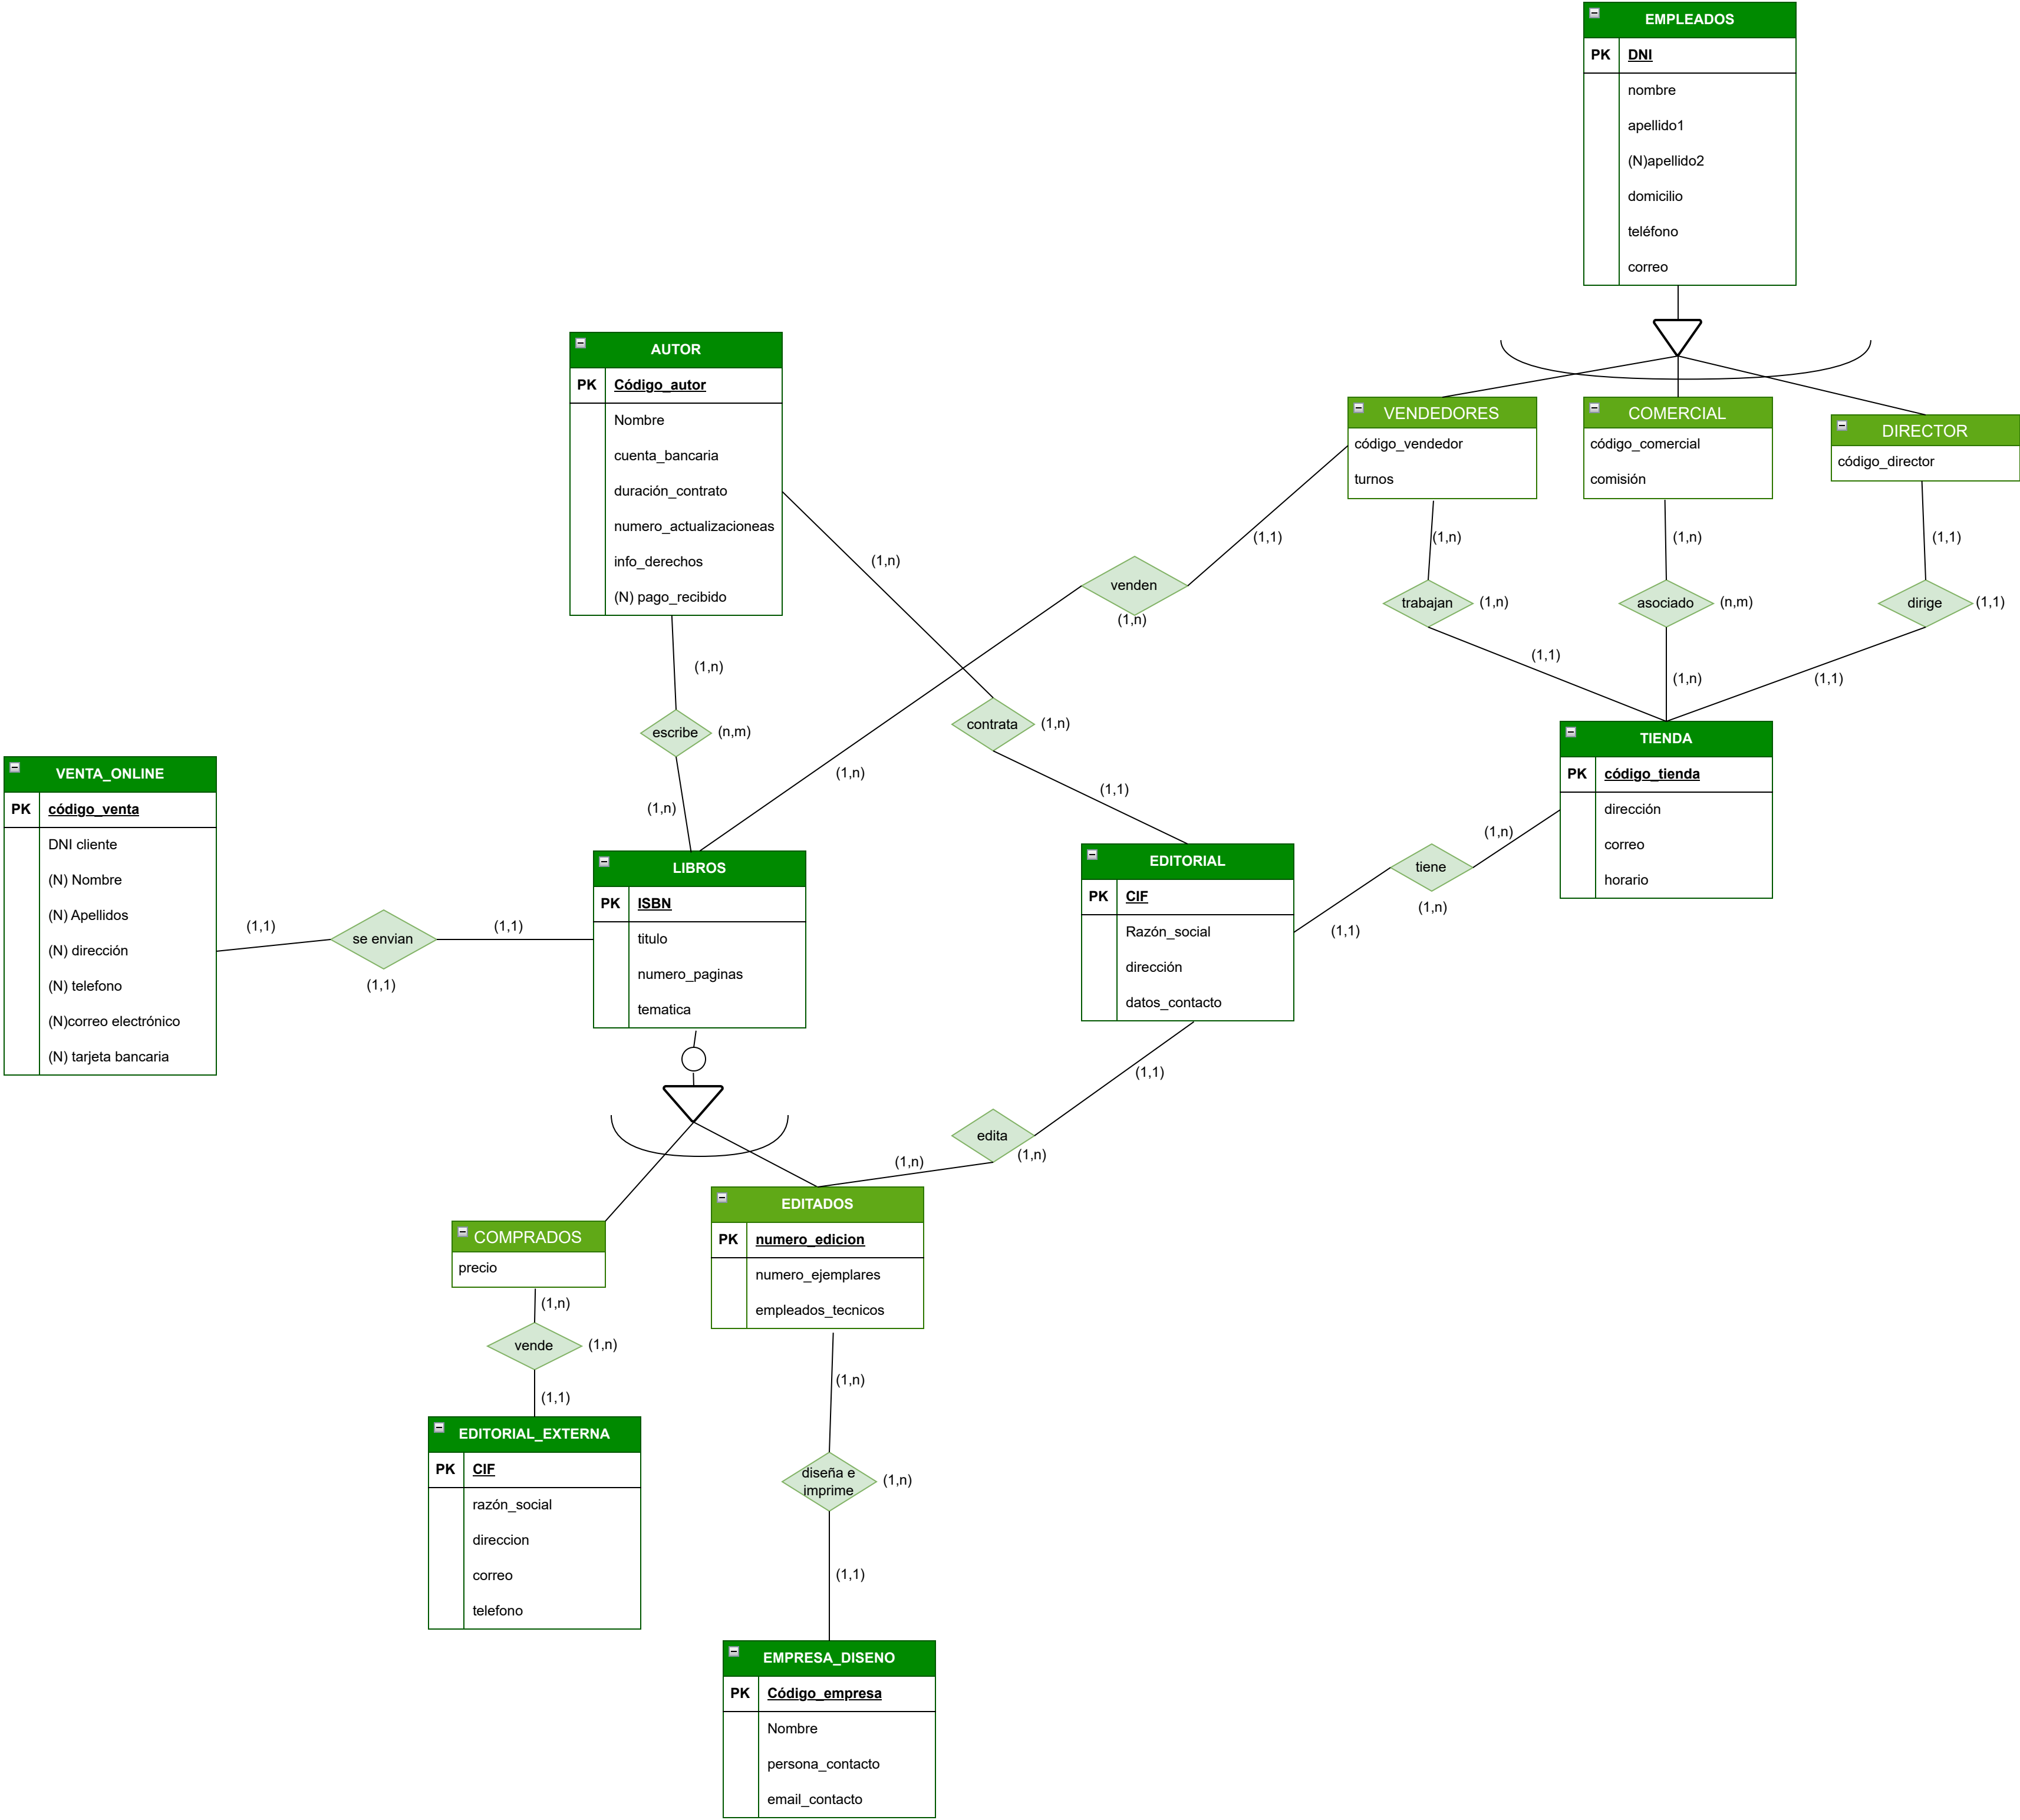 EMPLEADOS
PK DNI
nombre
apellido1
(N)apellido2
domicilio
teléfono
correo
AUTOR
PK Código_autor
Nombre
cuenta_bancaria
duración_contrato
numero_actualizacioneas
info_derechos
(N) pago_recibido
VENDEDORES
código_vendedor
turnos
COMERCIAL
código_comercial
comisión
DIRECTOR
código_director
(1,n)
(1,1)
(1,n)
(1,n)
(1,1)
venden
(1,n)
trabajan
(1,n)
asociado
(n,m)
dirige
(1,1)
(1,n)
(1,1)
(1,n)
(1,1)
escribe
(n,m)
contrata
(1,n)
(1,n)
(1,n)
(1,1)
TIENDA
PK código_tienda
dirección
correo
horario
VENTA_ONLINE
PK código_venta
DNI cliente
(N) Nombre
(N) Apellidos
(N) dirección
(N) telefono
(N)correo electrónico
(N) tarjeta bancaria
(1,1)
se envian
(1,1)
(1,1)
LIBROS
PK ISBN
titulo
numero_paginas
tematica
EDITORIAL
PK CIF
Razón_social
dirección
datos_contacto
(1,n)
tiene
(1,n)
(1,1)
(1,1)
edita
(1,n)
(1,n)
COMPRADOS
precio
EDITADOS
PK numero_edicion
numero_ejemplares
empleados_tecnicos
(1,n)
vende
(1,n)
(1,1)
EDITORIAL_EXTERNA
PK CIF
razón_social
direccion
correo
telefono
(1,n)
diseña e
imprime
(1,n)
(1,1)
EMPRESA_DISENO
PK Código_empresa
Nombre
persona_contacto
email_contacto